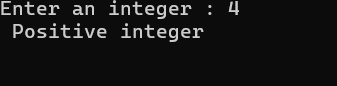 Enter an integer : 4
 Positive integer